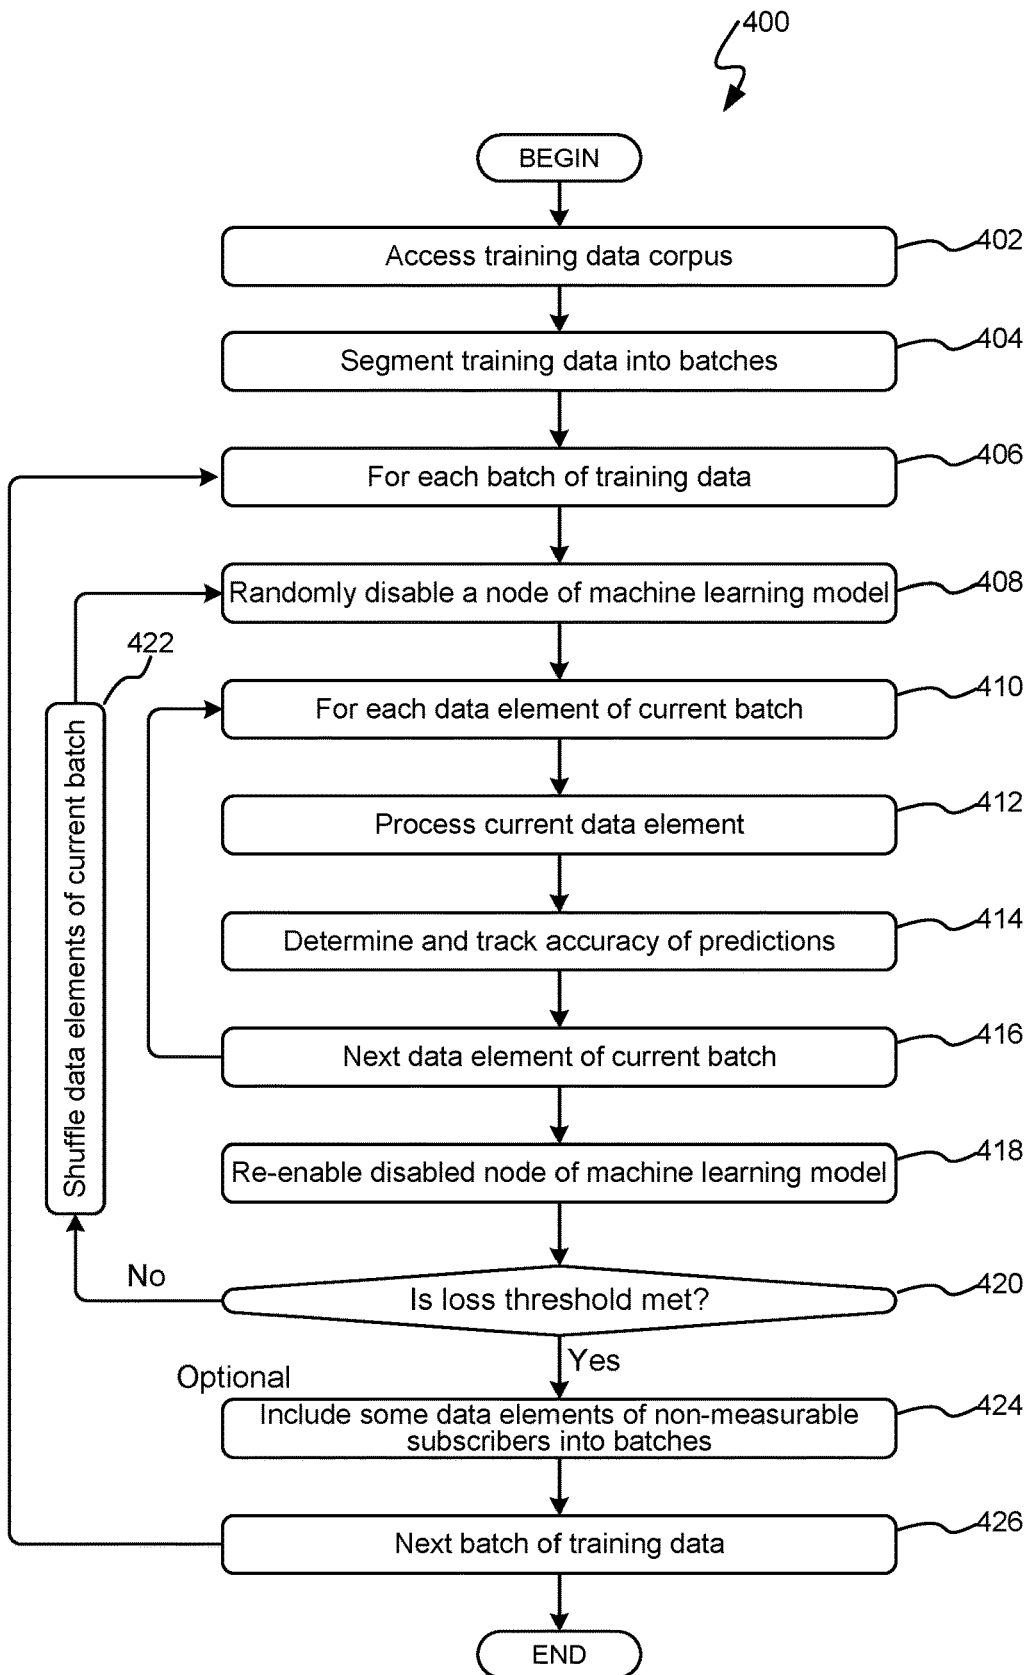 400
BEGIN
Access training data corpus
402
Segment training data into batches
404
For each batch of training data
406
Randomly disable a node of machine learning model
408
422
Shuffle data elements of current batch
For each data element of current batch
410
Process current data element
412
Determine and track accuracy of predictions
414
Next data element of current batch
416
Re-enable disabled node of machine learning model
418
No
Is loss threshold met?
420
Yes
Optional
Include some data elements of non-measurable
subscribers into batches
424
Next batch of training data
426
END